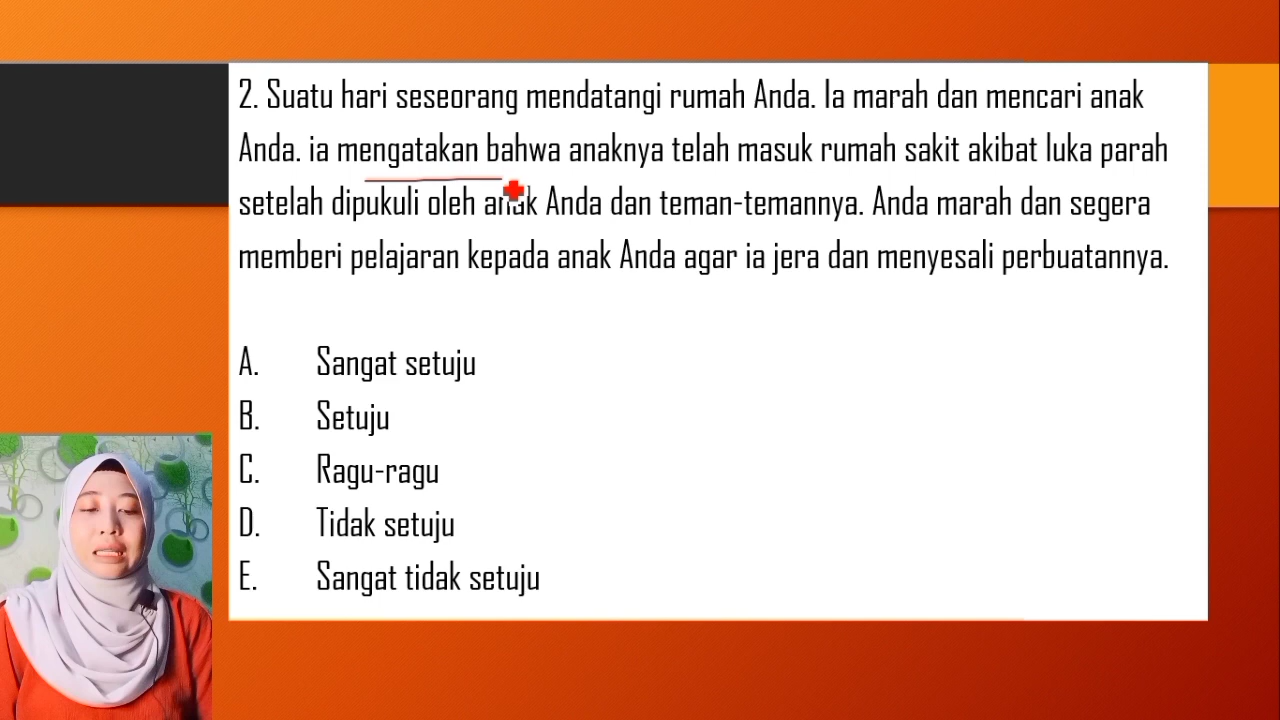 2. Suatu hari seseorang mendatangi rumah Anda. Ia marah dan mencari anak
Anda. ia mengatakan bahwa anaknya telah masuk rumah sakit akibat luka parah
setelah dipukuli oleh anak Anda dan teman-temannya. Anda marah dan segera
memberi pelajaran kepada anak Anda agar ia jera dan menyesali perbuatannya.
A. Sangat setuju
B. Setuju
C. Ragu-ragu
D. Tidak setuju
E. Sangat tidak setuju